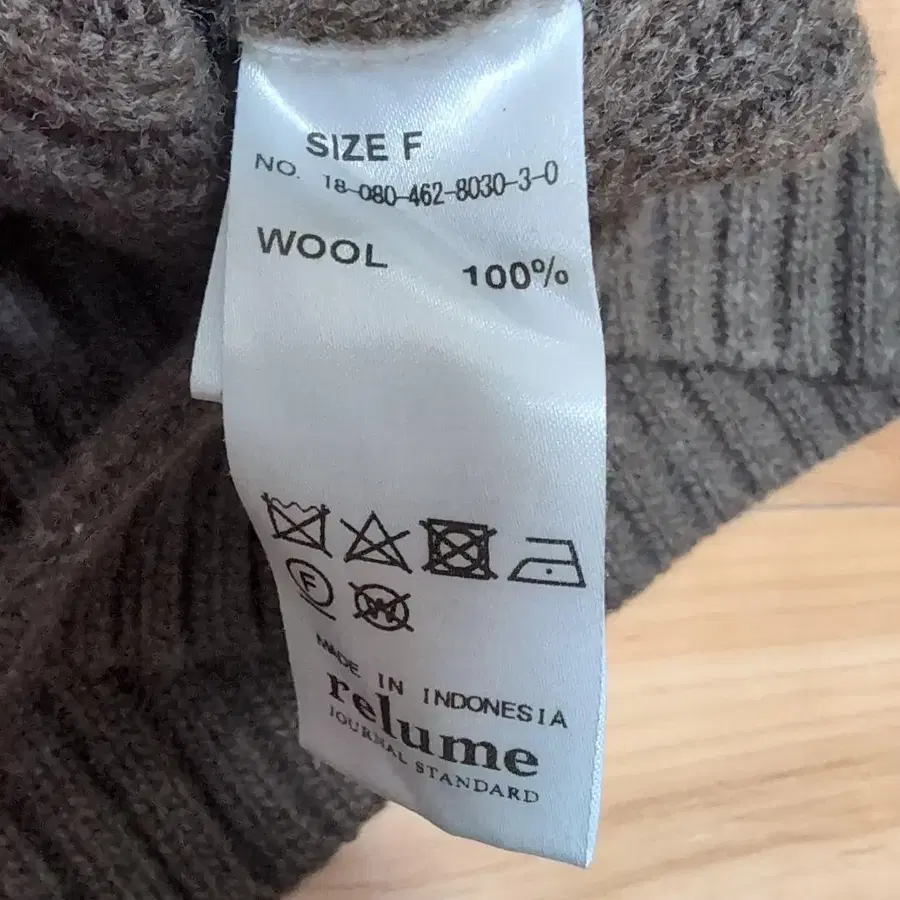 SIZE F
NO. 18-080-462-8030-3-0
WOOL 100%
F
W
MADE IN INDONESIA
relume
JOURNAL STANDARD